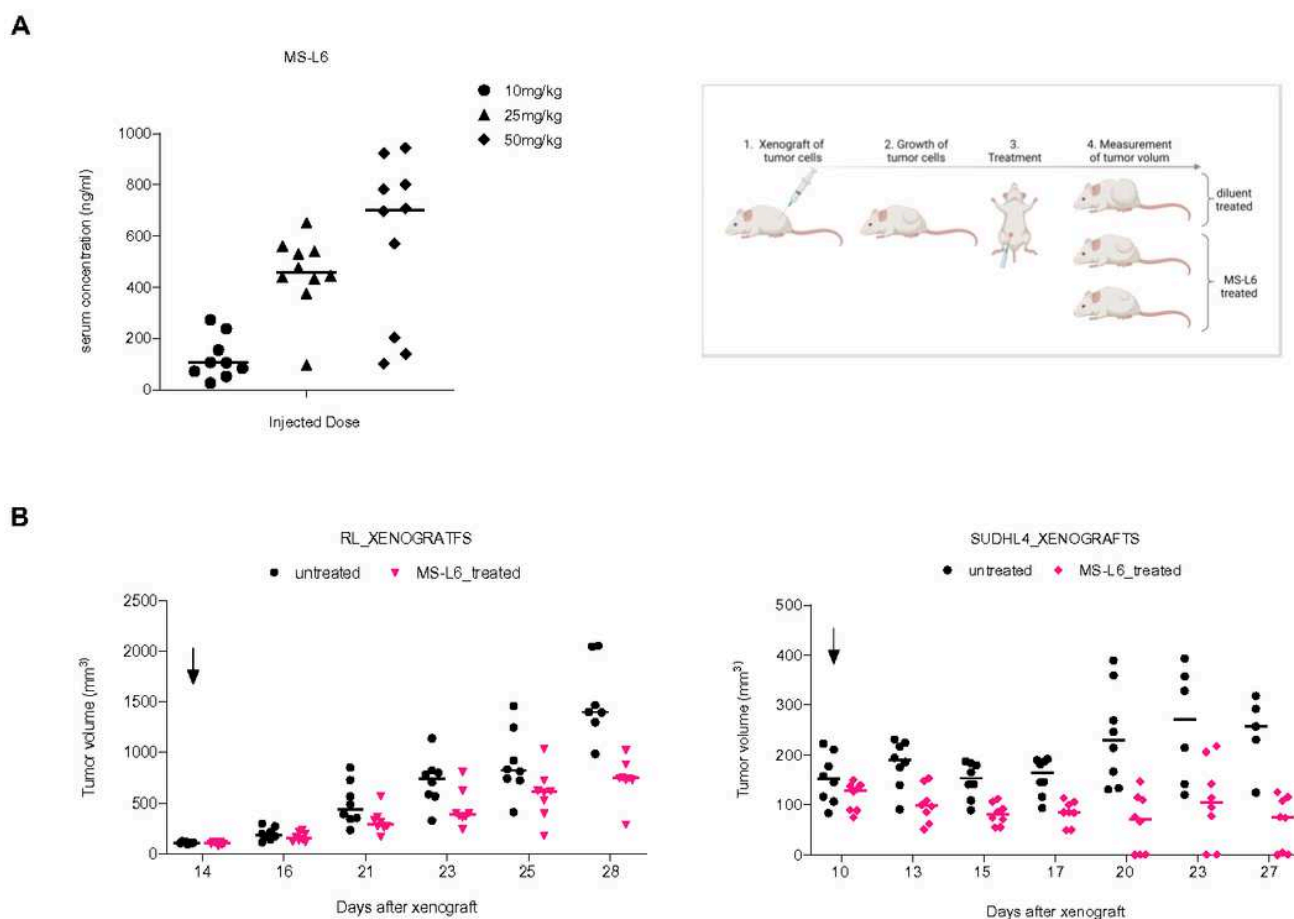 A
MS-L6
10mg/kg
25mg/kg
50mg/kg
1000
800
600
400
200
0
serum concentration (ng/ml)
Injected Dose
1. Xenograft of
tumor cells
2. Growth of
tumor cells
3.
Treatment
4. Measurement
of tumor volum
diluent
treated
MS-L6
treated
B
RL_XENOGRATFS
untreated
MS-L6_treated
2500
2000
1500
1000
500
0
Tumor volume (mm³)
14 16 21 23 25 28
Days after xenograft
SUDHL4_XENOGRAFTS
untreated
MS-L6_treated
500
400
300
200
100
0
Tumor volume (mm³)
10 13 15 17 20 23 27
Days after xenograft